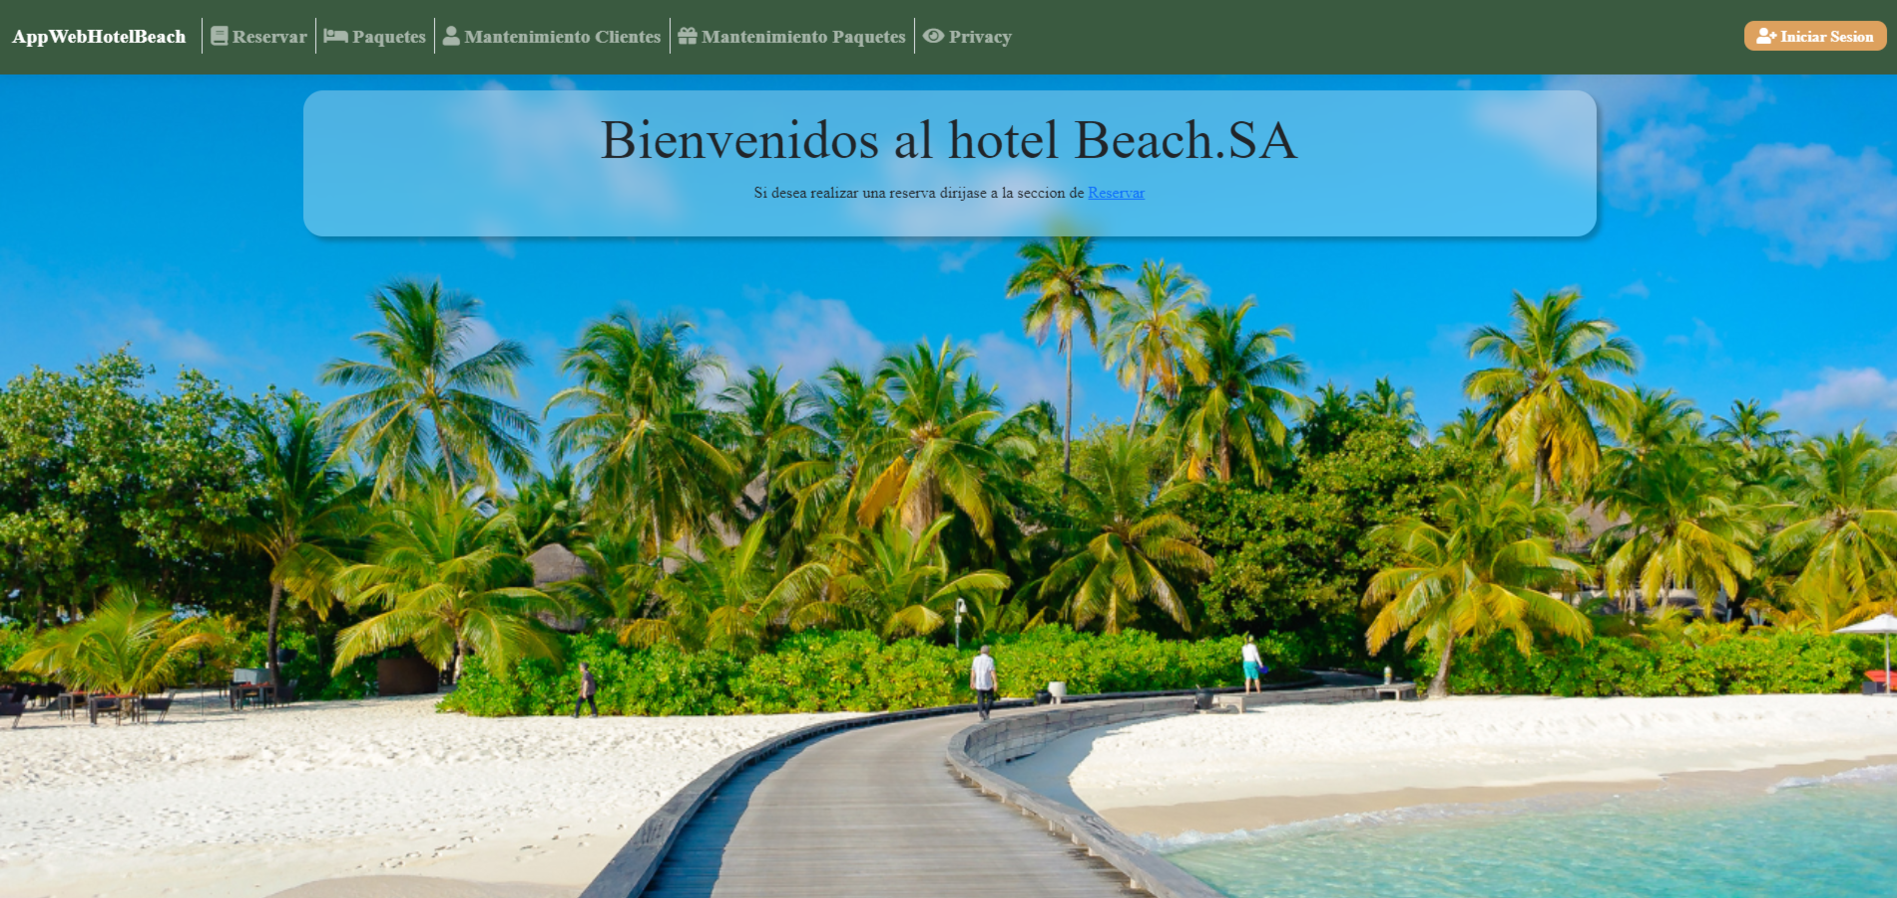 AppWebHotelBeach Reservar Paquetes Mantenimiento Clientes Mantenimiento Paquetes Privacy Iniciar Sesion
Bienvenidos al hotel Beach.SA
Si desea realizar una reserva dirijase a la seccion de Reservar